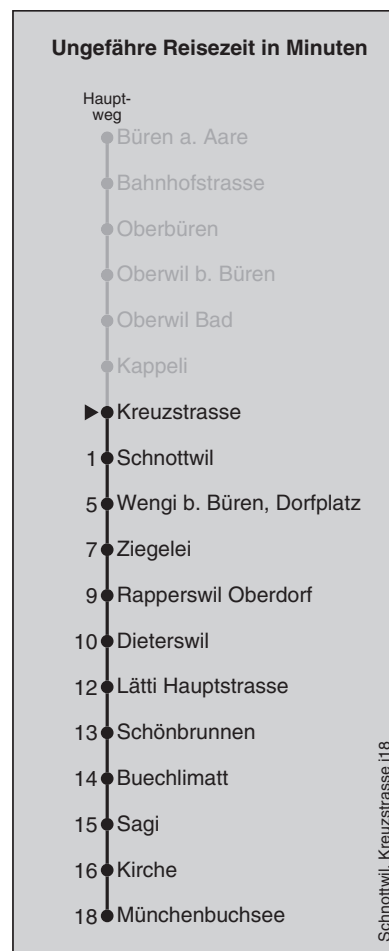 Ungefähre Reisezeit in Minuten
Haupt-
weg
Büren a. Aare
Bahnhofstrasse
Oberbüren
Oberwil b. Büren
Oberwil Bad
Kappeli
Kreuzstrasse
1 Schnottwil
5 Wengi b. Büren, Dorfplatz
7 Ziegelei
9 Rapperswil Oberdorf
10 Dieterswil
12 Lätti Hauptstrasse
13 Schönbrunnen
14 Buechlimatt
15 Sagi
16 Kirche
18 Münchenbuchsee
Schnottwil, Kreuzstrasse j18